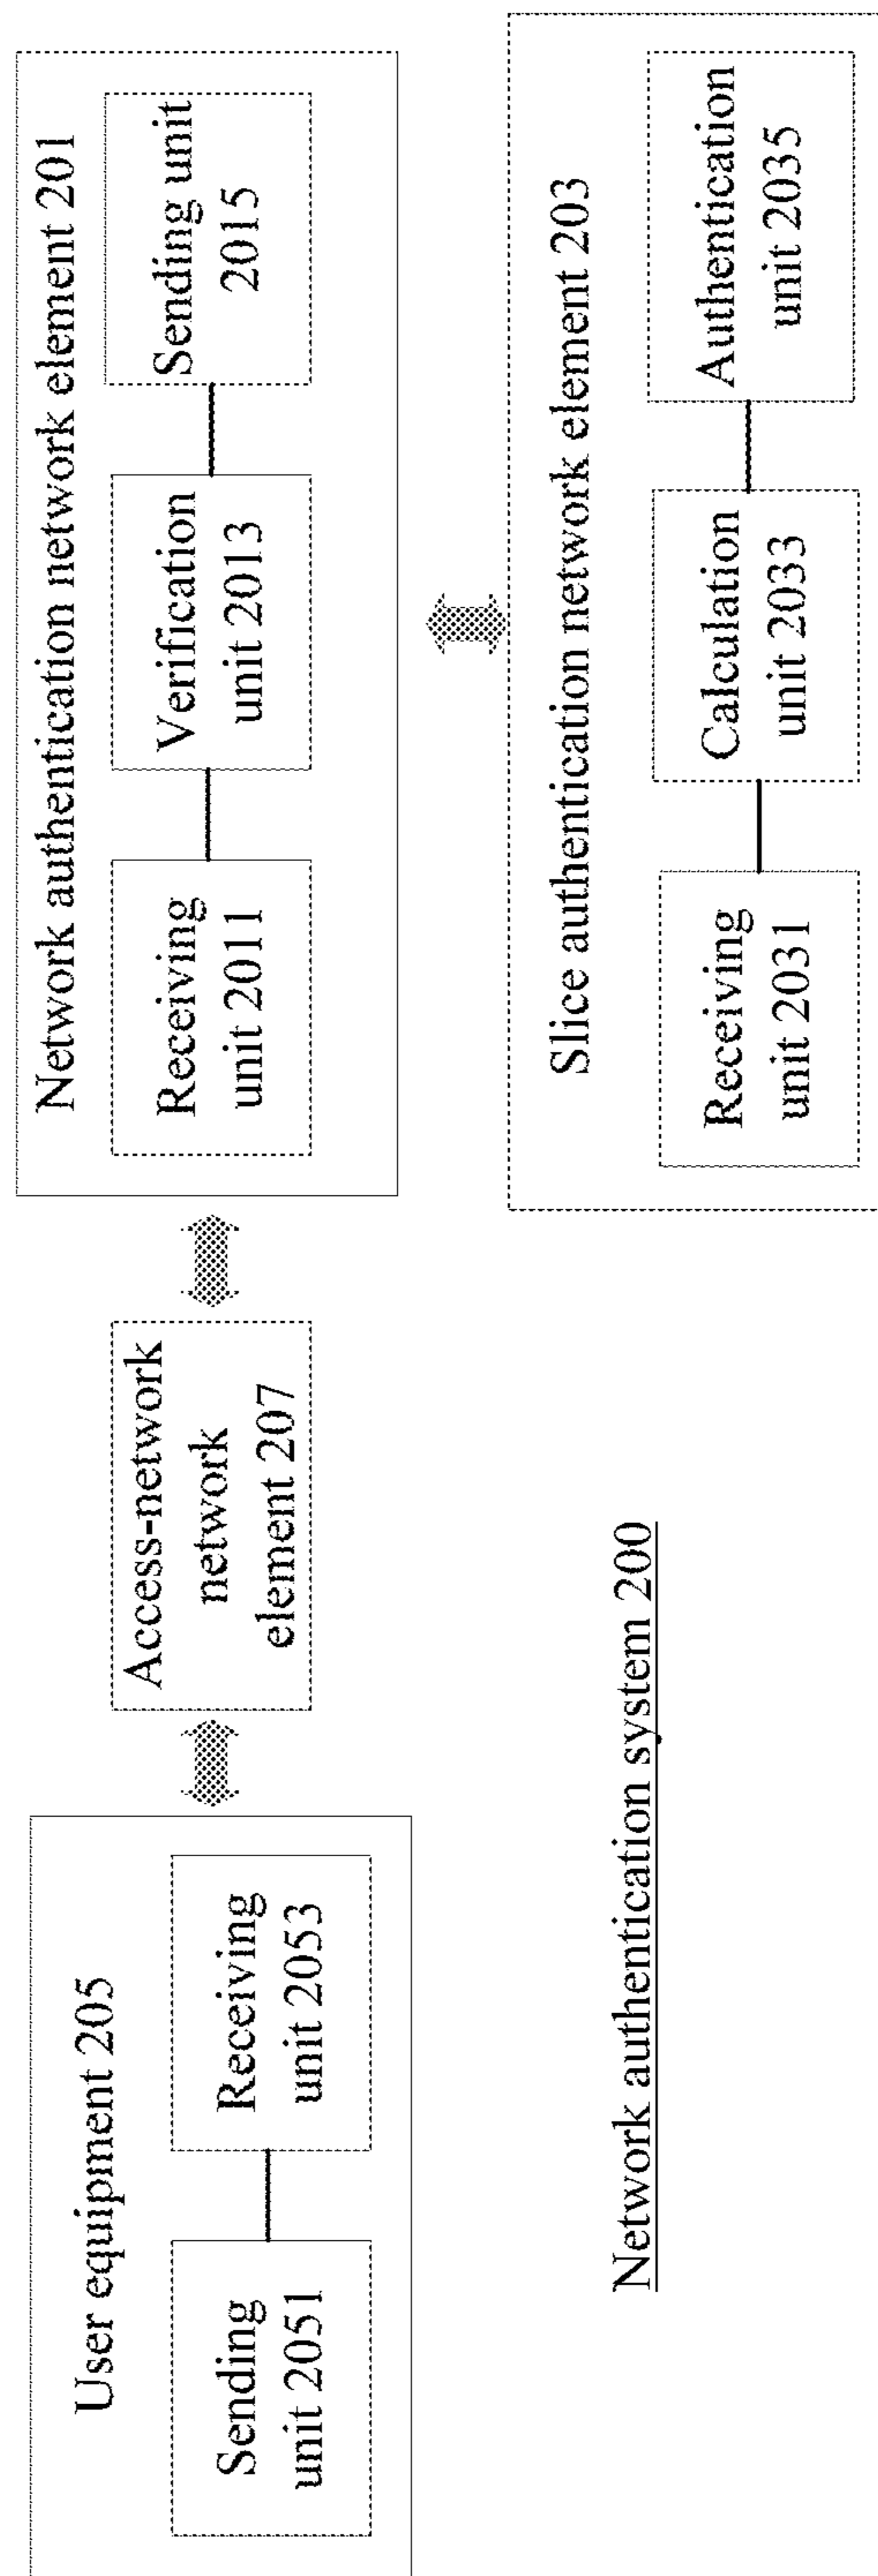 User equipment 205
Sending
unit 2051
Receiving
unit 2053
Access-network
network
element 207
Network authentication network element 201
Receiving
unit 2011
Verification
unit 2013
Sending unit
2015
Slice authentication network element 203
Receiving
unit 2031
Calculation
unit 2033
Authentication
unit 2035
Network authentication system 200